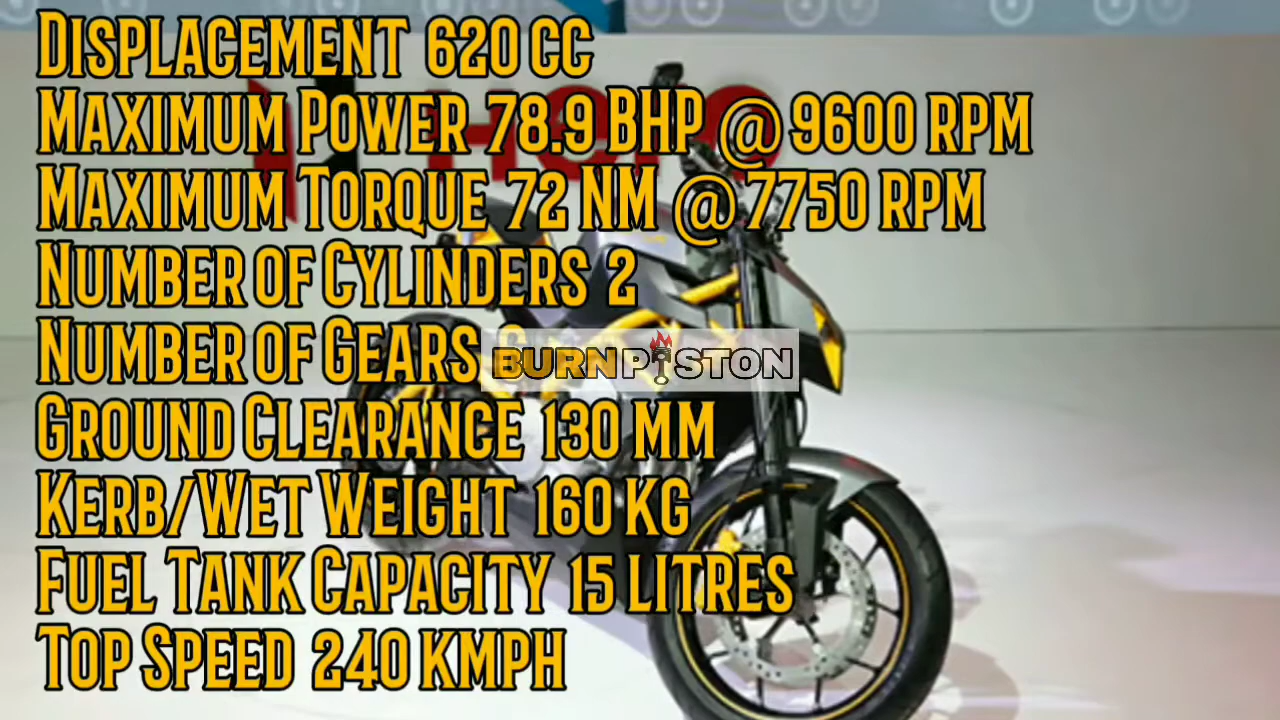 Displacement 620 cc
Maximum Power 78.9 BHP @ 9600 rpm
Maximum Torque 72 NM @ 7750 rpm
Number of Cylinders 2
Number of Gears
BURNPISTON
Ground Clearance 130 mm
Kerb/Wet Weight 160 kg
Fuel Tank Capacity 15 litres
Top Speed 240 kmph